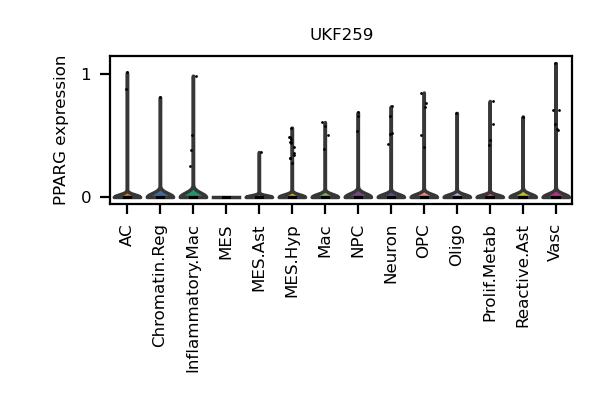 UKF259
PPARG expression
1
0
AC
Chromatin.Reg
Inflammatory.Mac
MES
MES.Ast
MES.Hyp
Mac
NPC
Neuron
OPC
Oligo
Prolif.Metab
Reactive.Ast
Vasc